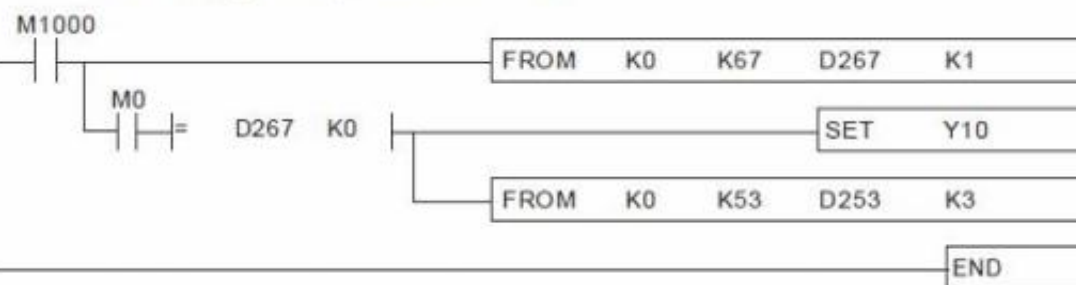 M1000
FROM K0 K67 D267 K1
M0
= D267 K0
SET Y10
FROM K0 K53 D253 K3
END